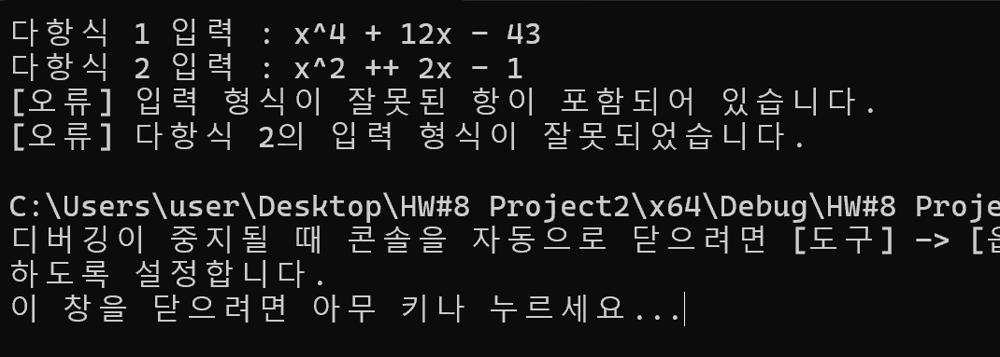 다항식 1 입력 : x^4 + 12x - 43
다항식 2 입력 : x^2 ++ 2x - 1
[오류] 입력 형식이 잘못된 항이 포함되어 있습니다.
[오류] 다항식 2의 입력 형식이 잘못되었습니다.
C:\Users\user\Desktop\HW#8 Project2\x64\Debug\HW#8 Proje
디버깅이 중지될 때 콘솔을 자동으로 닫으려면 [도구] -> [옵
하도록 설정합니다.
이 창을 닫으려면 아무 키나 누르세요...